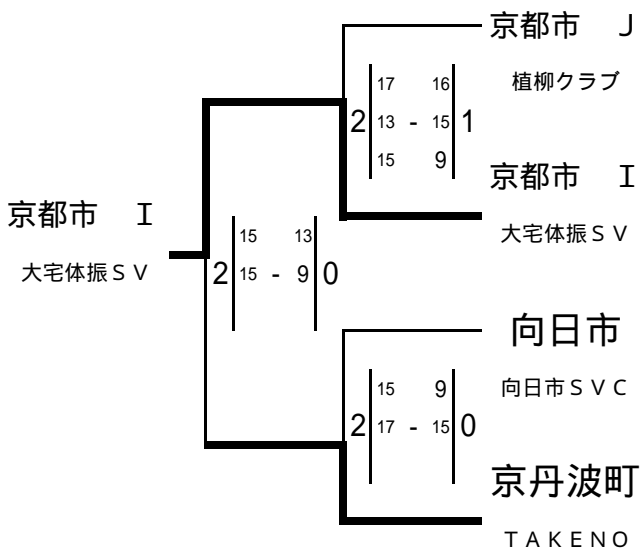 京都市　J
植柳クラブ
17 16
2 13 - 15 1
15 9
京都市　I
大宅体振ＳＶ
京都市　I
大宅体振ＳＶ
15 13
2 15 - 9 0
向日市
向日市ＳＶＣ
15 9
2 17 - 15 0
京丹波町
ＴＡＫＥＮＯ